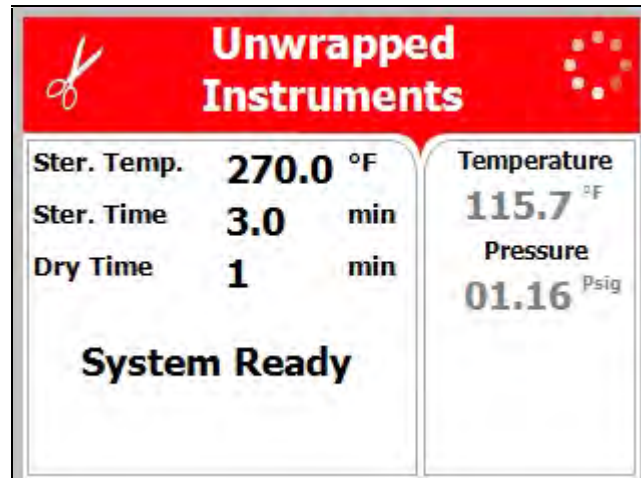 Unwrapped
Instruments
Ster. Temp. 270.0 °F
Ster. Time 3.0 min
Dry Time 1 min
System Ready
Temperature
115.7 °F
Pressure
01.16 Psig